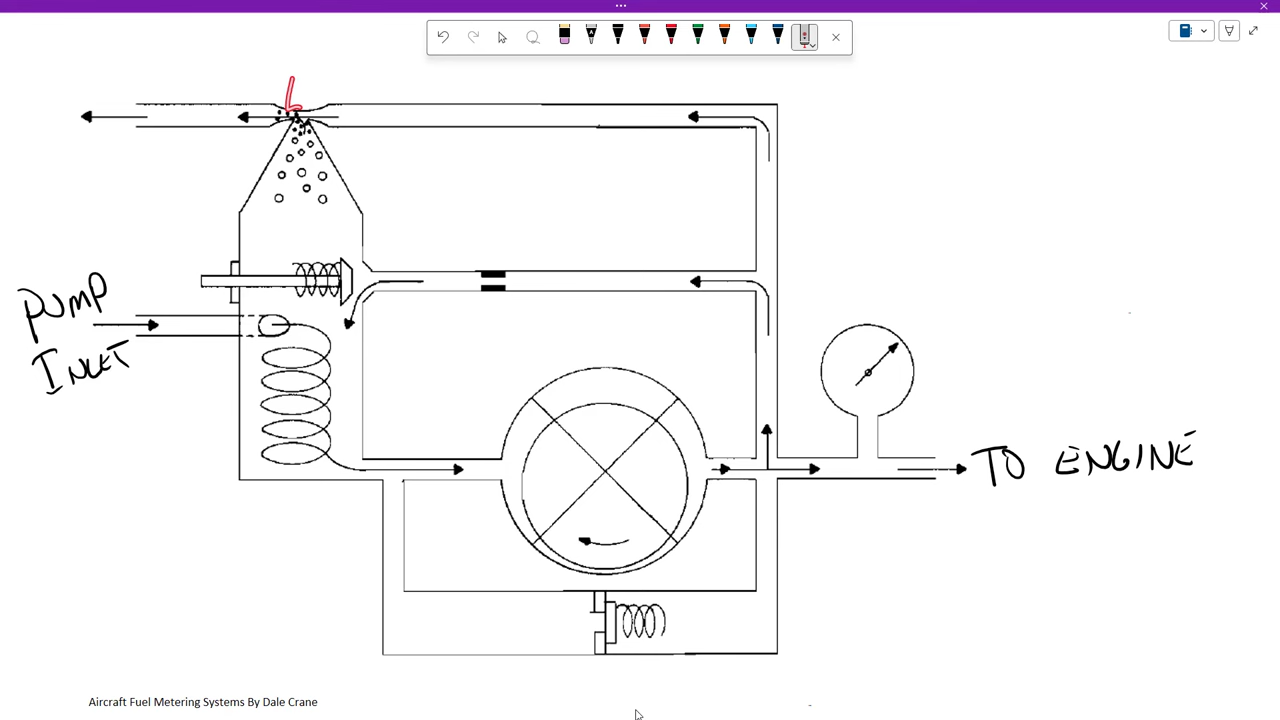 L
PUMP
INLET
TO ENGINE
Aircraft Fuel Metering Systems By Dale Crane